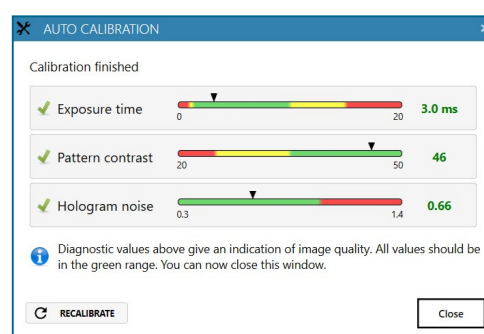 AUTO CALIBRATION
Calibration finished
Exposure time
0 20
3.0 ms
Pattern contrast
20 50
46
Hologram noise
0.3 1.4
0.66
Diagnostic values above give an indication of image quality. All values should be
in the green range. You can now close this window.
RECALIBRATE
Close